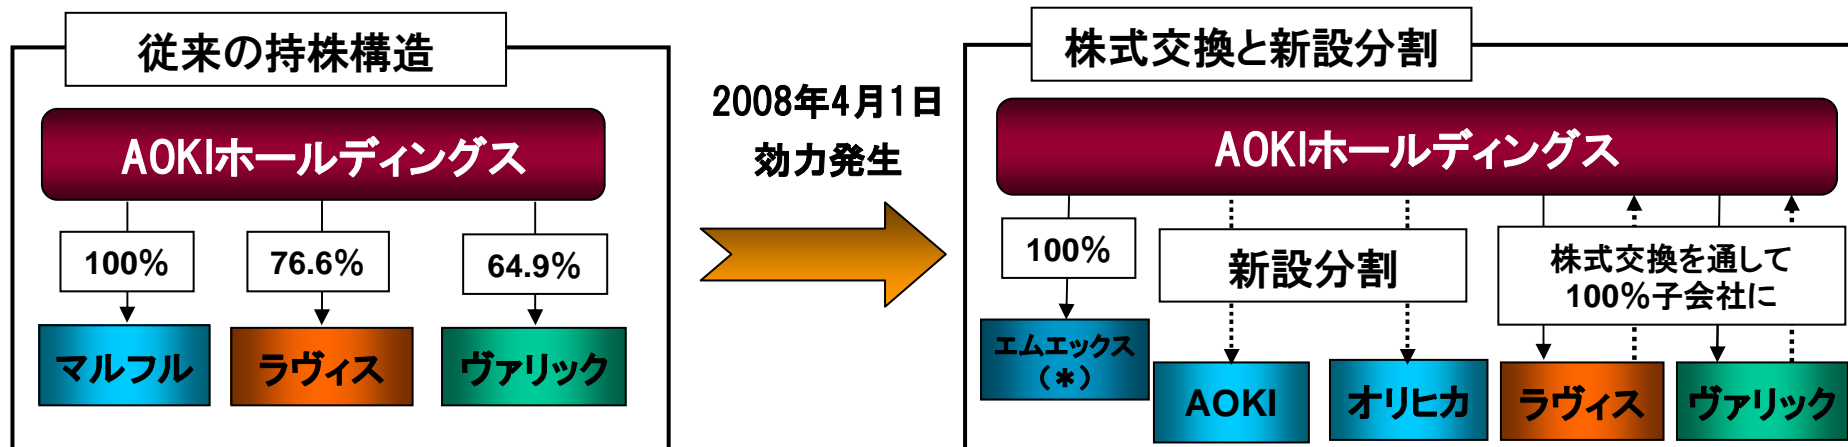 従来の持株構造
AOKIホールディングス
100%
76.6%
64.9%
マルフル
ラヴィス
ヴァリック
2008年4月1日
効力発生
株式交換と新設分割
AOKIホールディングス
100%
新設分割
株式交換を通して
100%子会社に
エムエックス
(*)
AOKI
オリヒカ
ラヴィス
ヴァリック